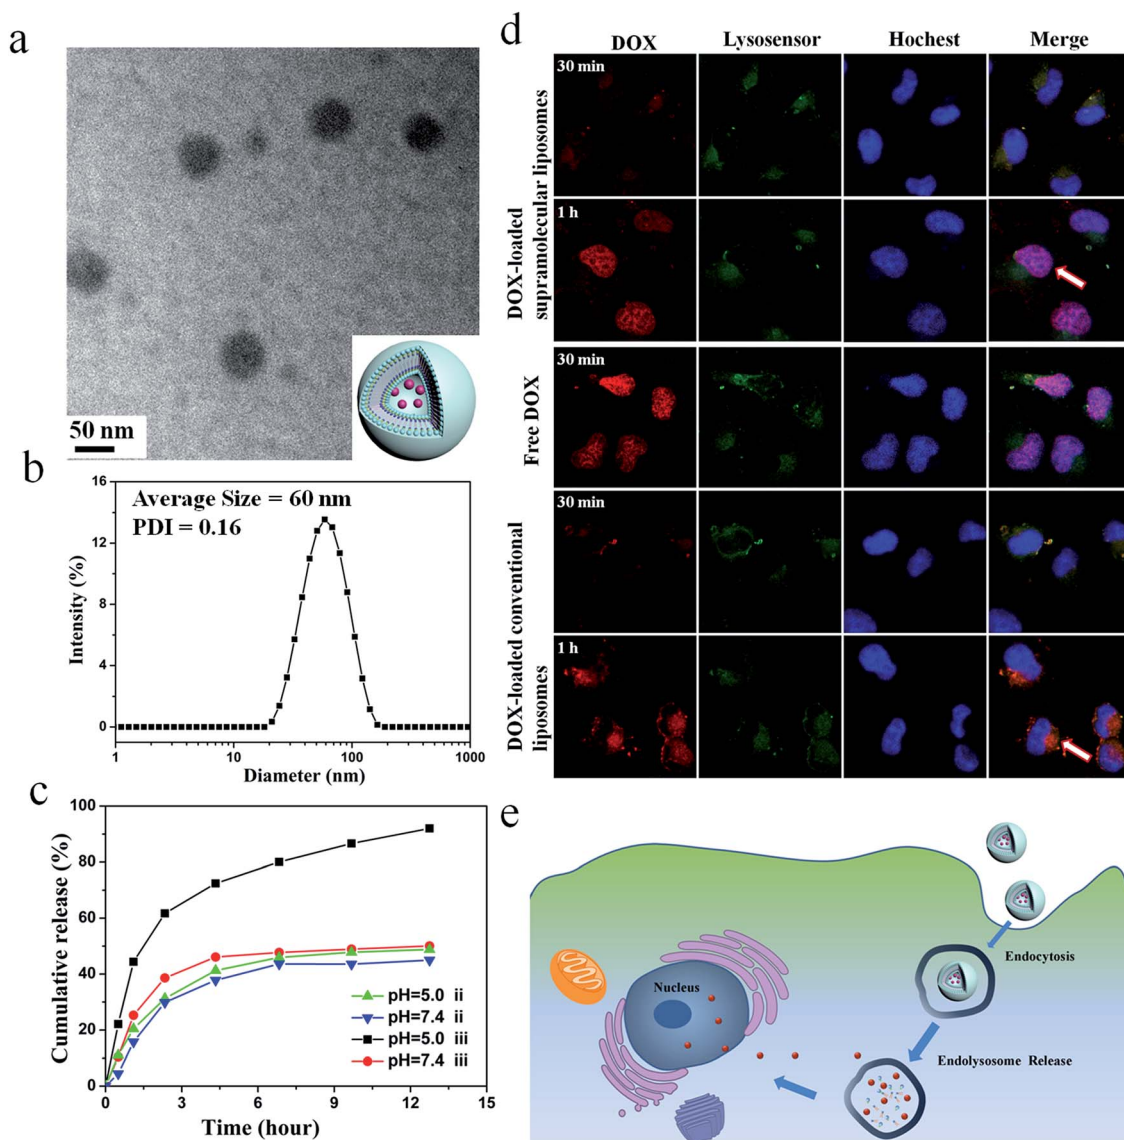 a
50 nm
b
Average Size = 60 nm
PDI = 0.16
16
12
8
4
0
Intensity (%)
1
10
100
1000
Diameter (nm)
c
100
80
60
40
20
0
Cumulative release (%)
pH=5.0 ii
pH=7.4 ii
pH=5.0 iii
pH=7.4 iii
0
3
6
9
12
15
Time (hour)
d
DOX
Lysosensor
Hochest
Merge
DOX-loaded
supramolecular liposomes
30 min
1 h
Free DOX
30 min
DOX-loaded conventional
liposomes
30 min
1 h
e
Endocytosis
Nucleus
Endolysosome Release